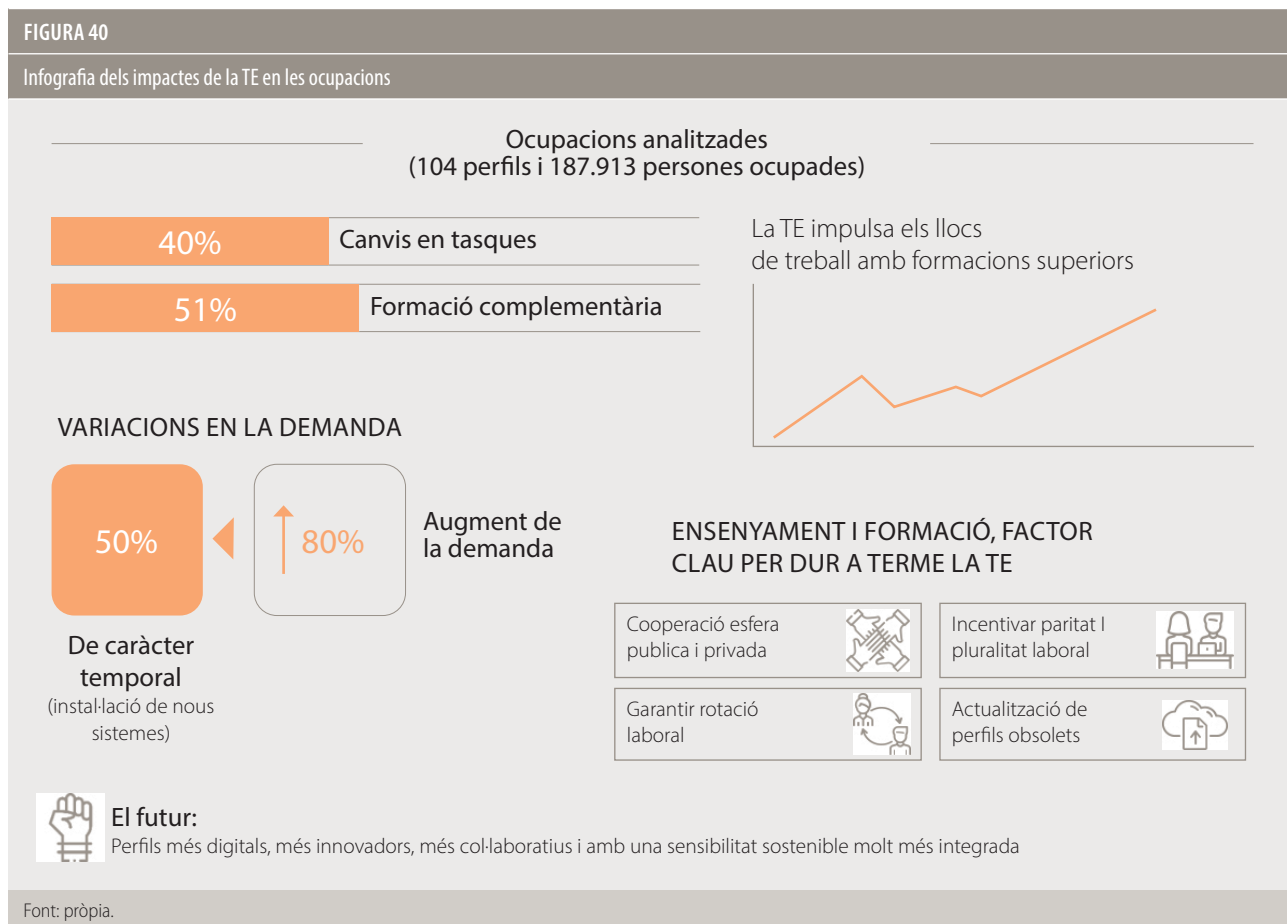 FIGURA 40
Infografia dels impactes de la TE en les ocupacions
Ocupacions analitzades
(104 perfils i 187.913 persones ocupades)
40%
Canvis en tasques
51%
Formació complementària
La TE impulsa els llocs
de treball amb formacions superiors
VARIACIONS EN LA DEMANDA
50%
80%
Augment de
la demanda
De caràcter
temporal
(instal·lació de nous
sistemes)
ENSENYAMENT I FORMACIÓ, FACTOR
CLAU PER DUR A TERME LA TE
Cooperació esfera
publica i privada
Incentivar paritat I
pluralitat laboral
Garantir rotació
laboral
Actualització de
perfils obsolets
El futur:
Perfils més digitals, més innovadors, més col·laboratius i amb una sensibilitat sostenible molt més integrada
Font: pròpia.